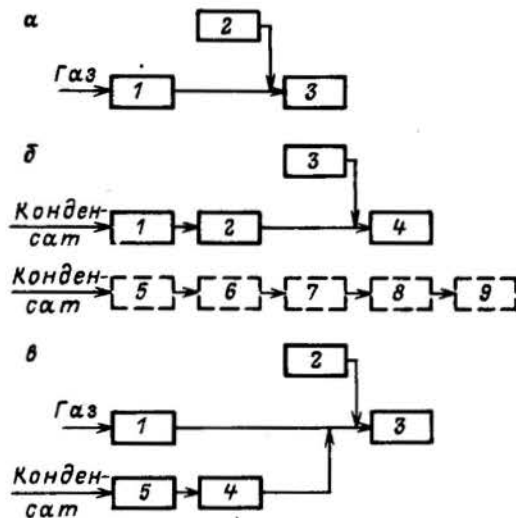 а
2
Газ 1 3
б
3
Конден-
сат 1 2 4
Конден-
сат 5 6 7 8 9
в
2
Газ 1 3
Конден-
сат 5 4